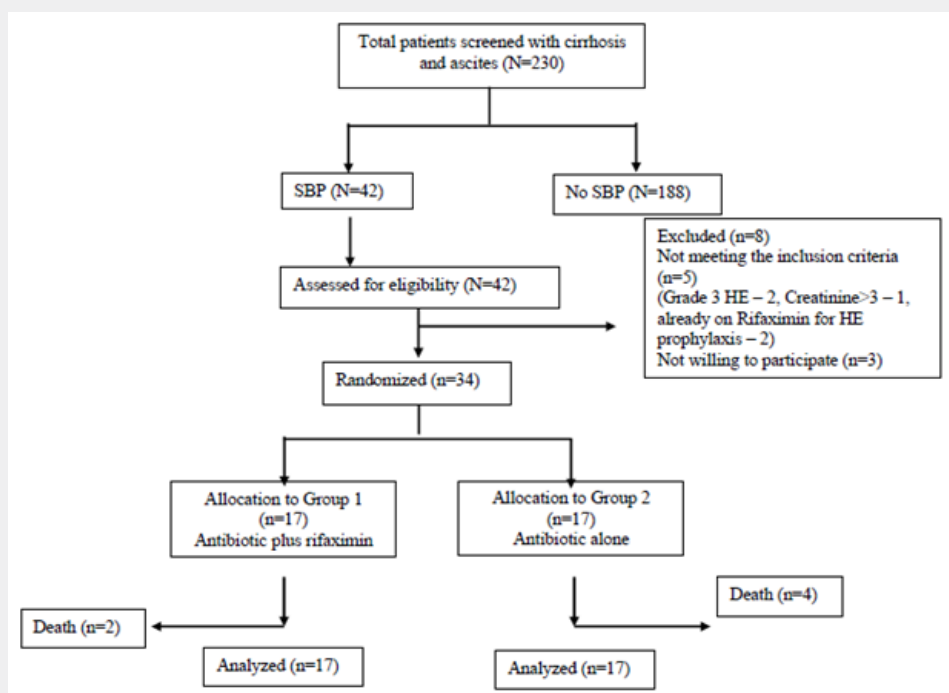 Total patients screened with cirrhosis
and ascites (N=230)
SBP (N=42)
No SBP (N=188)
Excluded (n=8)
Not meeting the inclusion criteria
(n=5)
(Grade 3 HE – 2, Creatinine>3 – 1,
already on Rifaximin for HE
prophylaxis – 2)
Not willing to participate (n=3)
Assessed for eligibility (N=42)
Randomized (n=34)
Allocation to Group 1
(n=17)
Antibiotic plus rifaximin
Allocation to Group 2
(n=17)
Antibiotic alone
Death (n=2)
Death (n=4)
Analyzed (n=17)
Analyzed (n=17)